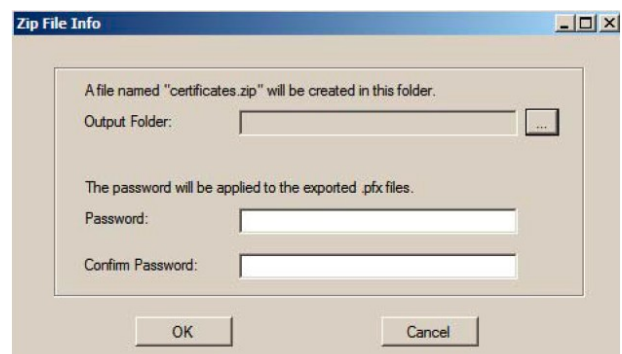 Zip File Info
A file named "certificates.zip" will be created in this folder.
Output Folder:
...
The password will be applied to the exported .pfx files.
Password:
Confirm Password:
OK
Cancel